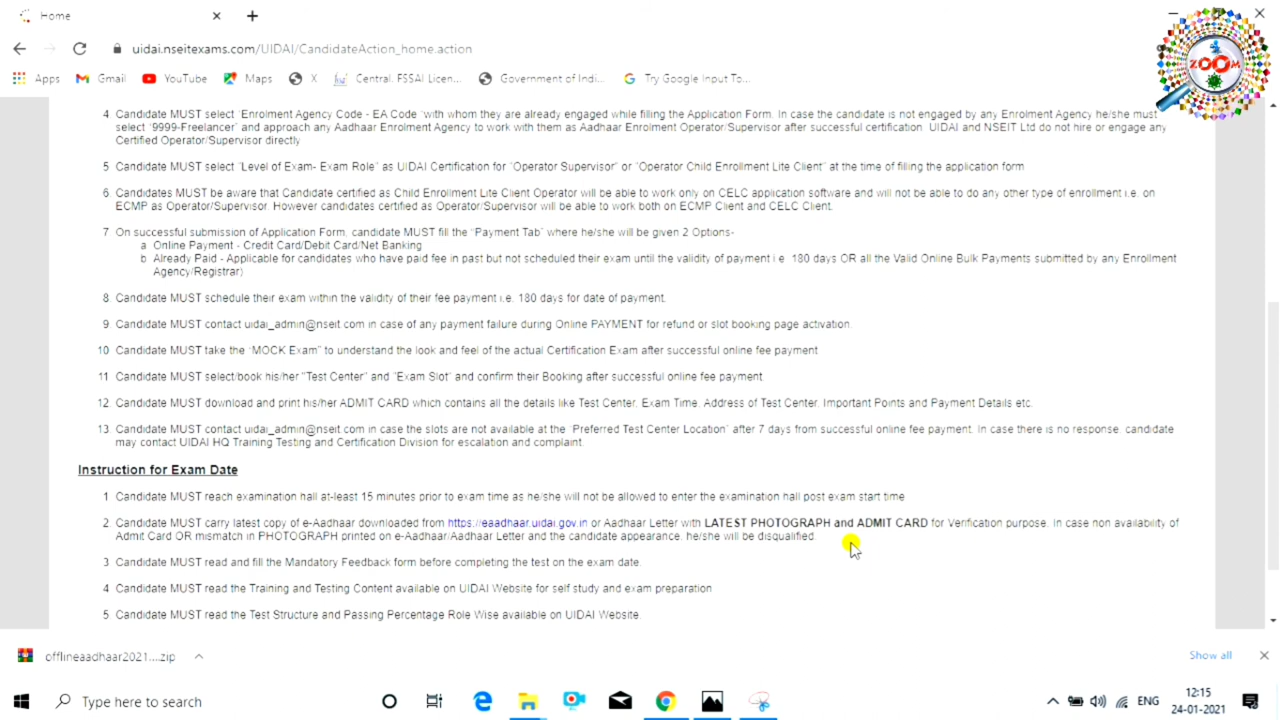 Home
uidai.nseitexams.com/UIDAI/CandidateAction_home.action
Apps Gmail YouTube Maps X Central. FSSAI Licen... Government of Indi... Try Google Input To...
ZOOM
4 Candidate MUST select "Enrolment Agency Code - EA Code "with whom they are already engaged while filling the Application Form. In case the candidate is not engaged by any Enrolment Agency he/she must
select "9999-Freelancer" and approach any Aadhaar Enrolment Agency to work with them as Aadhaar Enrolment Operator/Supervisor after successful certification. UIDAI and NSEIT Ltd do not hire or engage any
Certified Operator/Supervisor directly
5 Candidate MUST select "Level of Exam- Exam Role" as UIDAI Certification for "Operator Supervisor" or "Operator Child Enrollment Lite Client" at the time of filling the application form
6. Candidates MUST be aware that Candidate certified as Child Enrollment Lite Client Operator will be able to work only on CELC application software and will not be able to do any other type of enrollment i.e. on
ECMP as Operator/Supervisor. However candidates certified as Operator/Supervisor will be able to work both on ECMP Client and CELC Client.
7 On successful submission of Application Form, candidate MUST fill the "Payment Tab" where he/she will be given 2 Options-
a Online Payment - Credit Card/Debit Card/Net Banking
b Already Paid - Applicable for candidates who have paid fee in past but not scheduled their exam until the validity of payment i.e 180 days OR all the Valid Online Bulk Payments submitted by any Enrollment
Agency/Registrar)
8 Candidate MUST schedule their exam within the validity of their fee payment i.e. 180 days for date of payment.
9. Candidate MUST contact uidai_admin@nseit.com in case of any payment failure during Online PAYMENT for refund or slot booking page activation.
10 Candidate MUST take the "MOCK Exam" to understand the look and feel of the actual Certification Exam after successful online fee payment
11 Candidate MUST select/book his/her "Test Center" and "Exam Slot" and confirm their Booking after successful online fee payment
12 Candidate MUST download and print his/her ADMIT CARD which contains all the details like Test Center, Exam Time, Address of Test Center, Important Points and Payment Details etc.
13 Candidate MUST contact uidai_admin@nseit.com in case the slots are not available at the "Preferred Test Center Location" after 7 days from successful online fee payment. In case there is no response, candidate
may contact UIDAI HQ Training Testing and Certification Division for escalation and complaint.
Instruction for Exam Date
1 Candidate MUST reach examination hall at-least 15 minutes prior to exam time as he/she will not be allowed to enter the examination hall post exam start time
2. Candidate MUST carry latest copy of e-Aadhaar downloaded from https://eaadhaar.uidai.gov.in or Aadhaar Letter with LATEST PHOTOGRAPH and ADMIT CARD for Verification purpose. In case non availability of
Admit Card OR mismatch in PHOTOGRAPH printed on e-Aadhaar/Aadhaar Letter and the candidate appearance, he/she will be disqualified.
3 Candidate MUST read and fill the Mandatory Feedback form before completing the test on the exam date.
4 Candidate MUST read the Training and Testing Content available on UIDAI Website for self study and exam preparation
5 Candidate MUST read the Test Structure and Passing Percentage Role Wise available on UIDAI Website.
offlineaadhaar2021....zip Show all
Type here to search ENG 12:15
24-01-2021